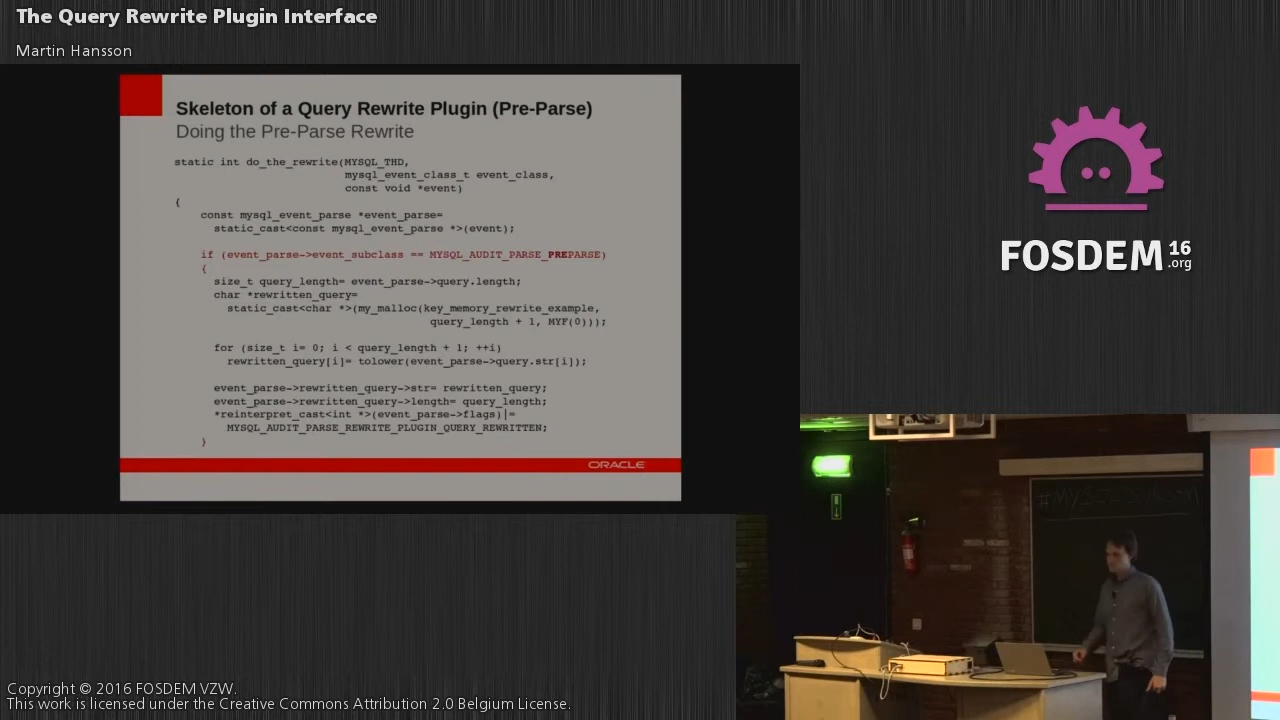 The Query Rewrite Plugin Interface
Martin Hansson
Skeleton of a Query Rewrite Plugin (Pre-Parse)
Doing the Pre-Parse Rewrite
static int do_the_rewrite(MYSQL_THD,
mysql_event_class_t event_class,
const void *event)
{
const mysql_event_parse *event_parse=
static_cast<const mysql_event_parse *>(event);
if (event_parse->event_subclass == MYSQL_AUDIT_PARSE_PREPARSE)
{
size_t query_length= event_parse->query.length;
char *rewritten_query=
static_cast<char *>(my_malloc(key_memory_rewrite_example,
query_length + 1, MYF(0)));
for (size_t i= 0; i < query_length + 1; ++i)
rewritten_query[i]= tolower(event_parse->query.str[i]);
event_parse->rewritten_query->str= rewritten_query;
event_parse->rewritten_query->length= query_length;
*reinterpret_cast<int *>(event_parse->flags)|=
MYSQL_AUDIT_PARSE_REWRITE_PLUGIN_QUERY_REWRITTEN;
}
ORACLE
FOSDEM 16
.org
Copyright © 2016 FOSDEM VZW.
This work is licensed under the Creative Commons Attribution 2.0 Belgium License.